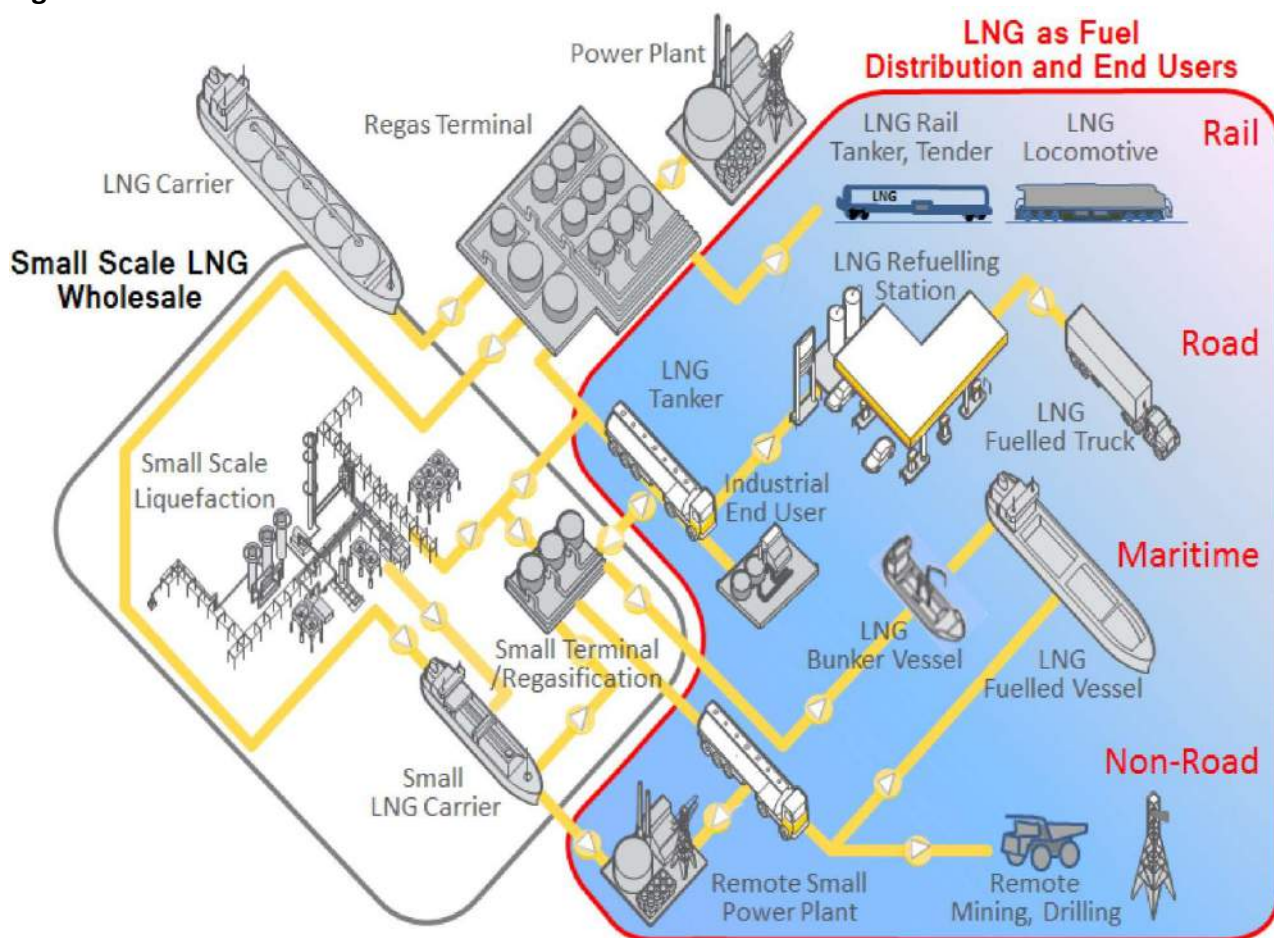 Power Plant
LNG as Fuel
Distribution and End Users
Regas Terminal
LNG Rail
Tanker, Tender
LNG
Locomotive
Rail
LNG Carrier
LNG
Small Scale LNG
Wholesale
LNG Refuelling
Station
Road
LNG
Tanker
LNG
Fuelled Truck
Small Scale
Liquefaction
Industrial
End User
Maritime
Small Terminal
/Regasification
LNG
Bunker Vessel
LNG
Fuelled Vessel
Small
LNG Carrier
Non-Road
Remote Small
Power Plant
Remote
Mining, Drilling